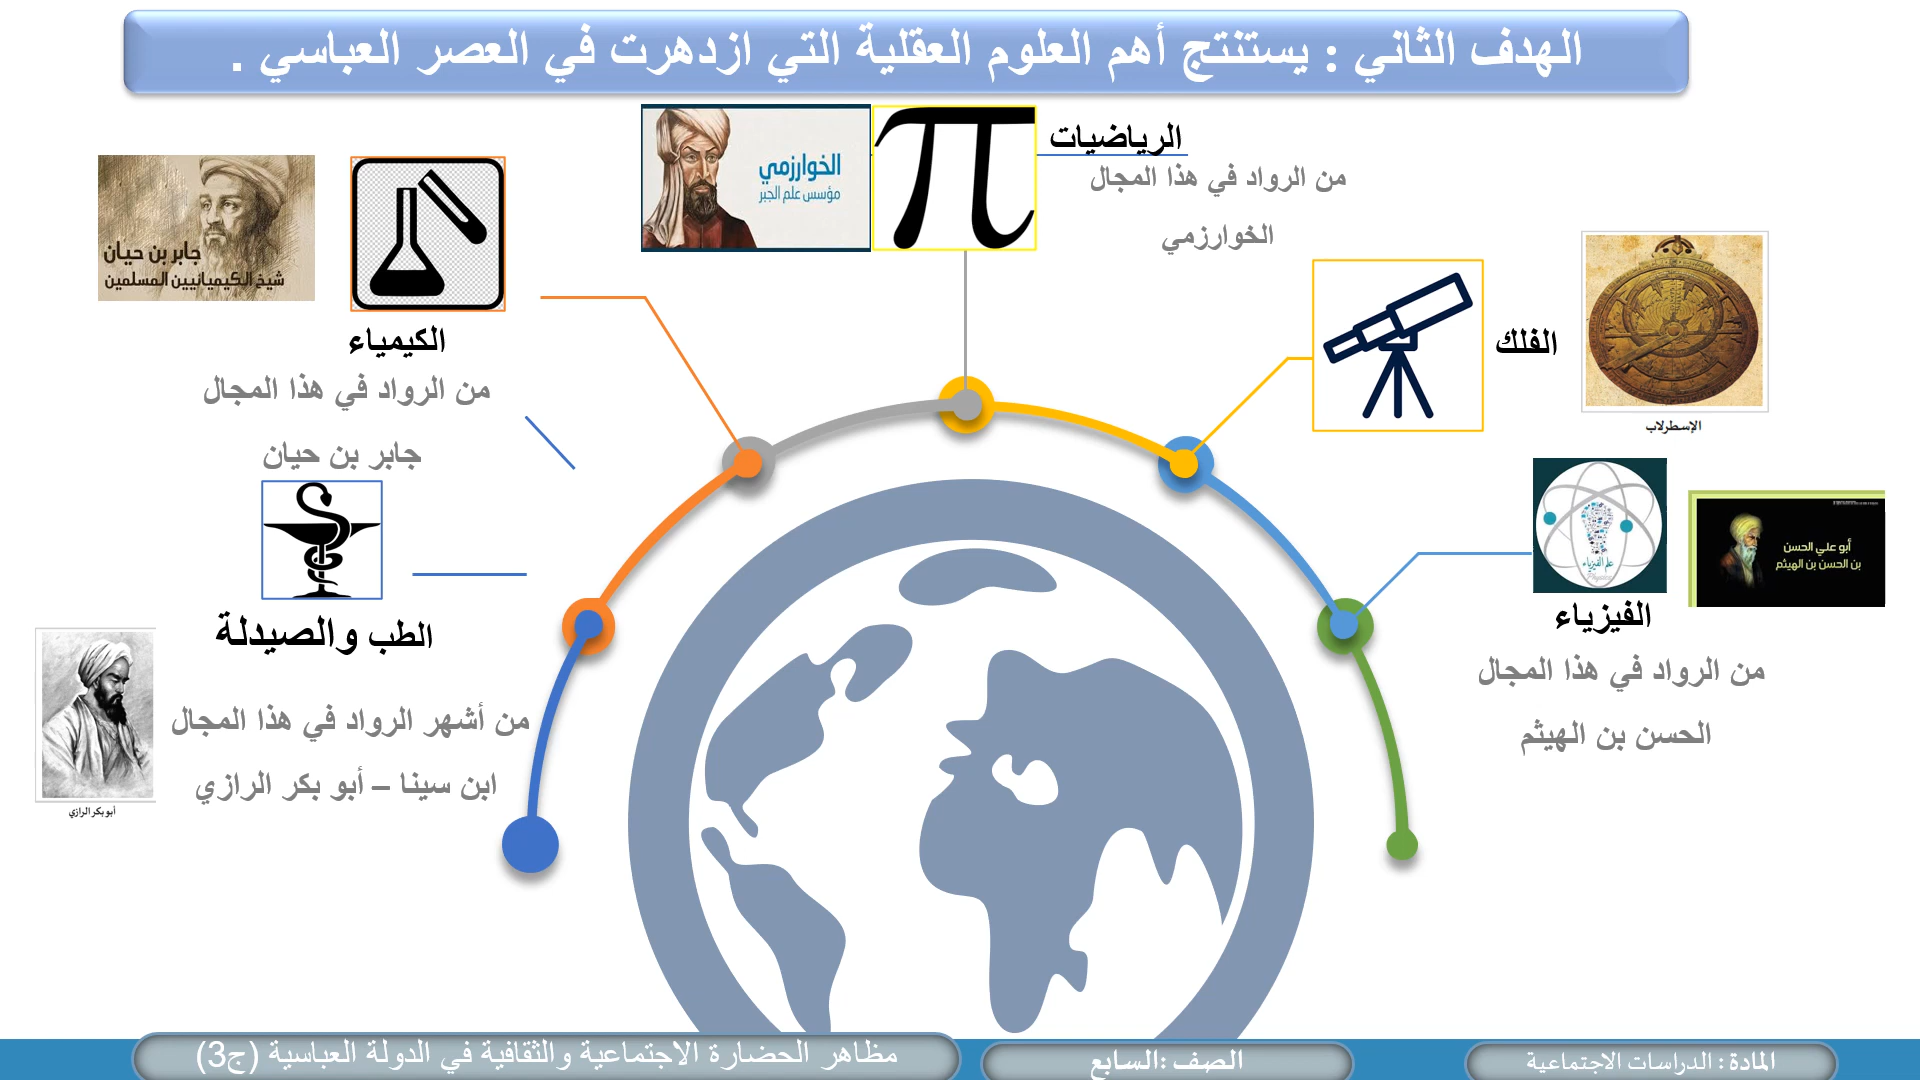 الهدف الثاني : يستنتج أهم العلوم العقلية التي ازدهرت في العصر العباسي .
الرياضيات
من الرواد في هذا المجال
الخوارزمي
الخوارزمي
مؤسس علم الجبر
الفلك
الإسطرلاب
الفيزياء
من الرواد في هذا المجال
الحسن بن الهيثم
علم الفيزياء
Physics
أبو علي الحسن
بن الحسن بن الهيثم
جابر بن حيان
شيخ الكيميائيين المسلمين
الكيمياء
من الرواد في هذا المجال
جابر بن حيان
الطب والصيدلة
من أشهر الرواد في هذا المجال
ابن سينا – أبو بكر الرازي
أبو بكر الرازي
المادة : الدراسات الاجتماعية
الصف :السابع
مظاهر الحضارة الاجتماعية والثقافية في الدولة العباسية (ج3)